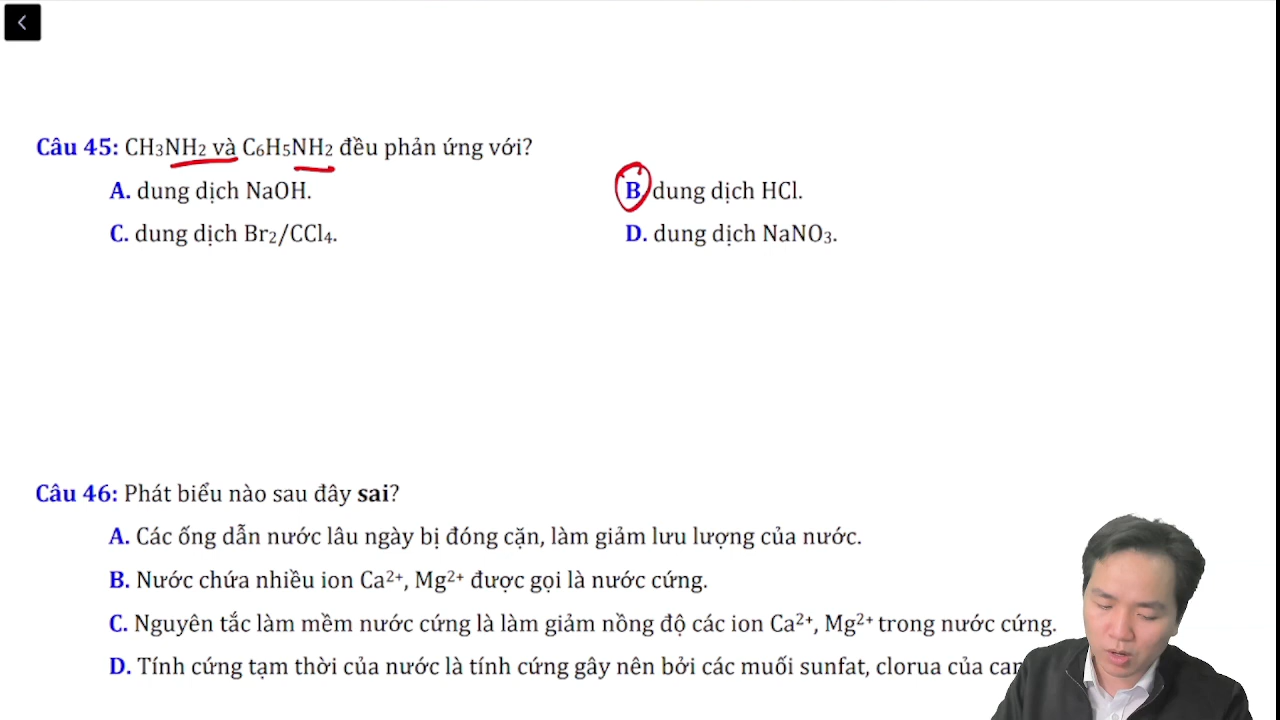 Câu 45: CH3NH2 và C6H5NH2 đều phản ứng với?
A. dung dịch NaOH.
B. dung dịch HCl.
C. dung dịch Br2/CCl4.
D. dung dịch NaNO3.
Câu 46: Phát biểu nào sau đây sai?
A. Các ống dẫn nước lâu ngày bị đóng cặn, làm giảm lưu lượng của nước.
B. Nước chứa nhiều ion Ca²⁺, Mg²⁺ được gọi là nước cứng.
C. Nguyên tắc làm mềm nước cứng là làm giảm nồng độ các ion Ca²⁺, Mg²⁺ trong nước cứng.
D. Tính cứng tạm thời của nước là tính cứng gây nên bởi các muối sunfat, clorua của